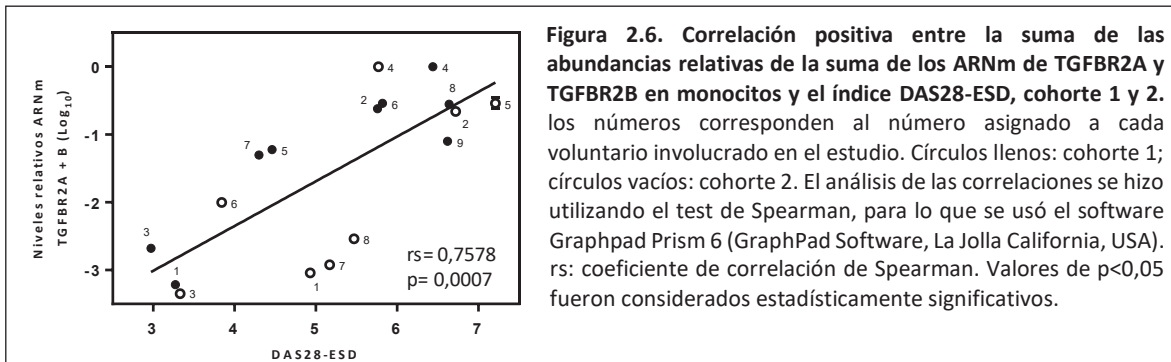 Niveles relativos ARNm
TGFBR2A + B (Log10)
0
-1
-2
-3
3
1
3
6
7
5
1
7
8
4
2
6
4
8
2
9
5
rs= 0,7578
p= 0,0007
3 4 5 6 7
DAS28-ESD
Figura 2.6. Correlación positiva entre la suma de las
abundancias relativas de la suma de los ARNm de TGFBR2A y
TGFBR2B en monocitos y el índice DAS28-ESD, cohorte 1 y 2.
los números corresponden al número asignado a cada
voluntario involucrado en el estudio. Círculos llenos: cohorte 1;
círculos vacíos: cohorte 2. El análisis de las correlaciones se hizo
utilizando el test de Spearman, para lo que se usó el software
Graphpad Prism 6 (GraphPad Software, La Jolla California, USA).
rs: coeficiente de correlación de Spearman. Valores de p<0,05
fueron considerados estadísticamente significativos.